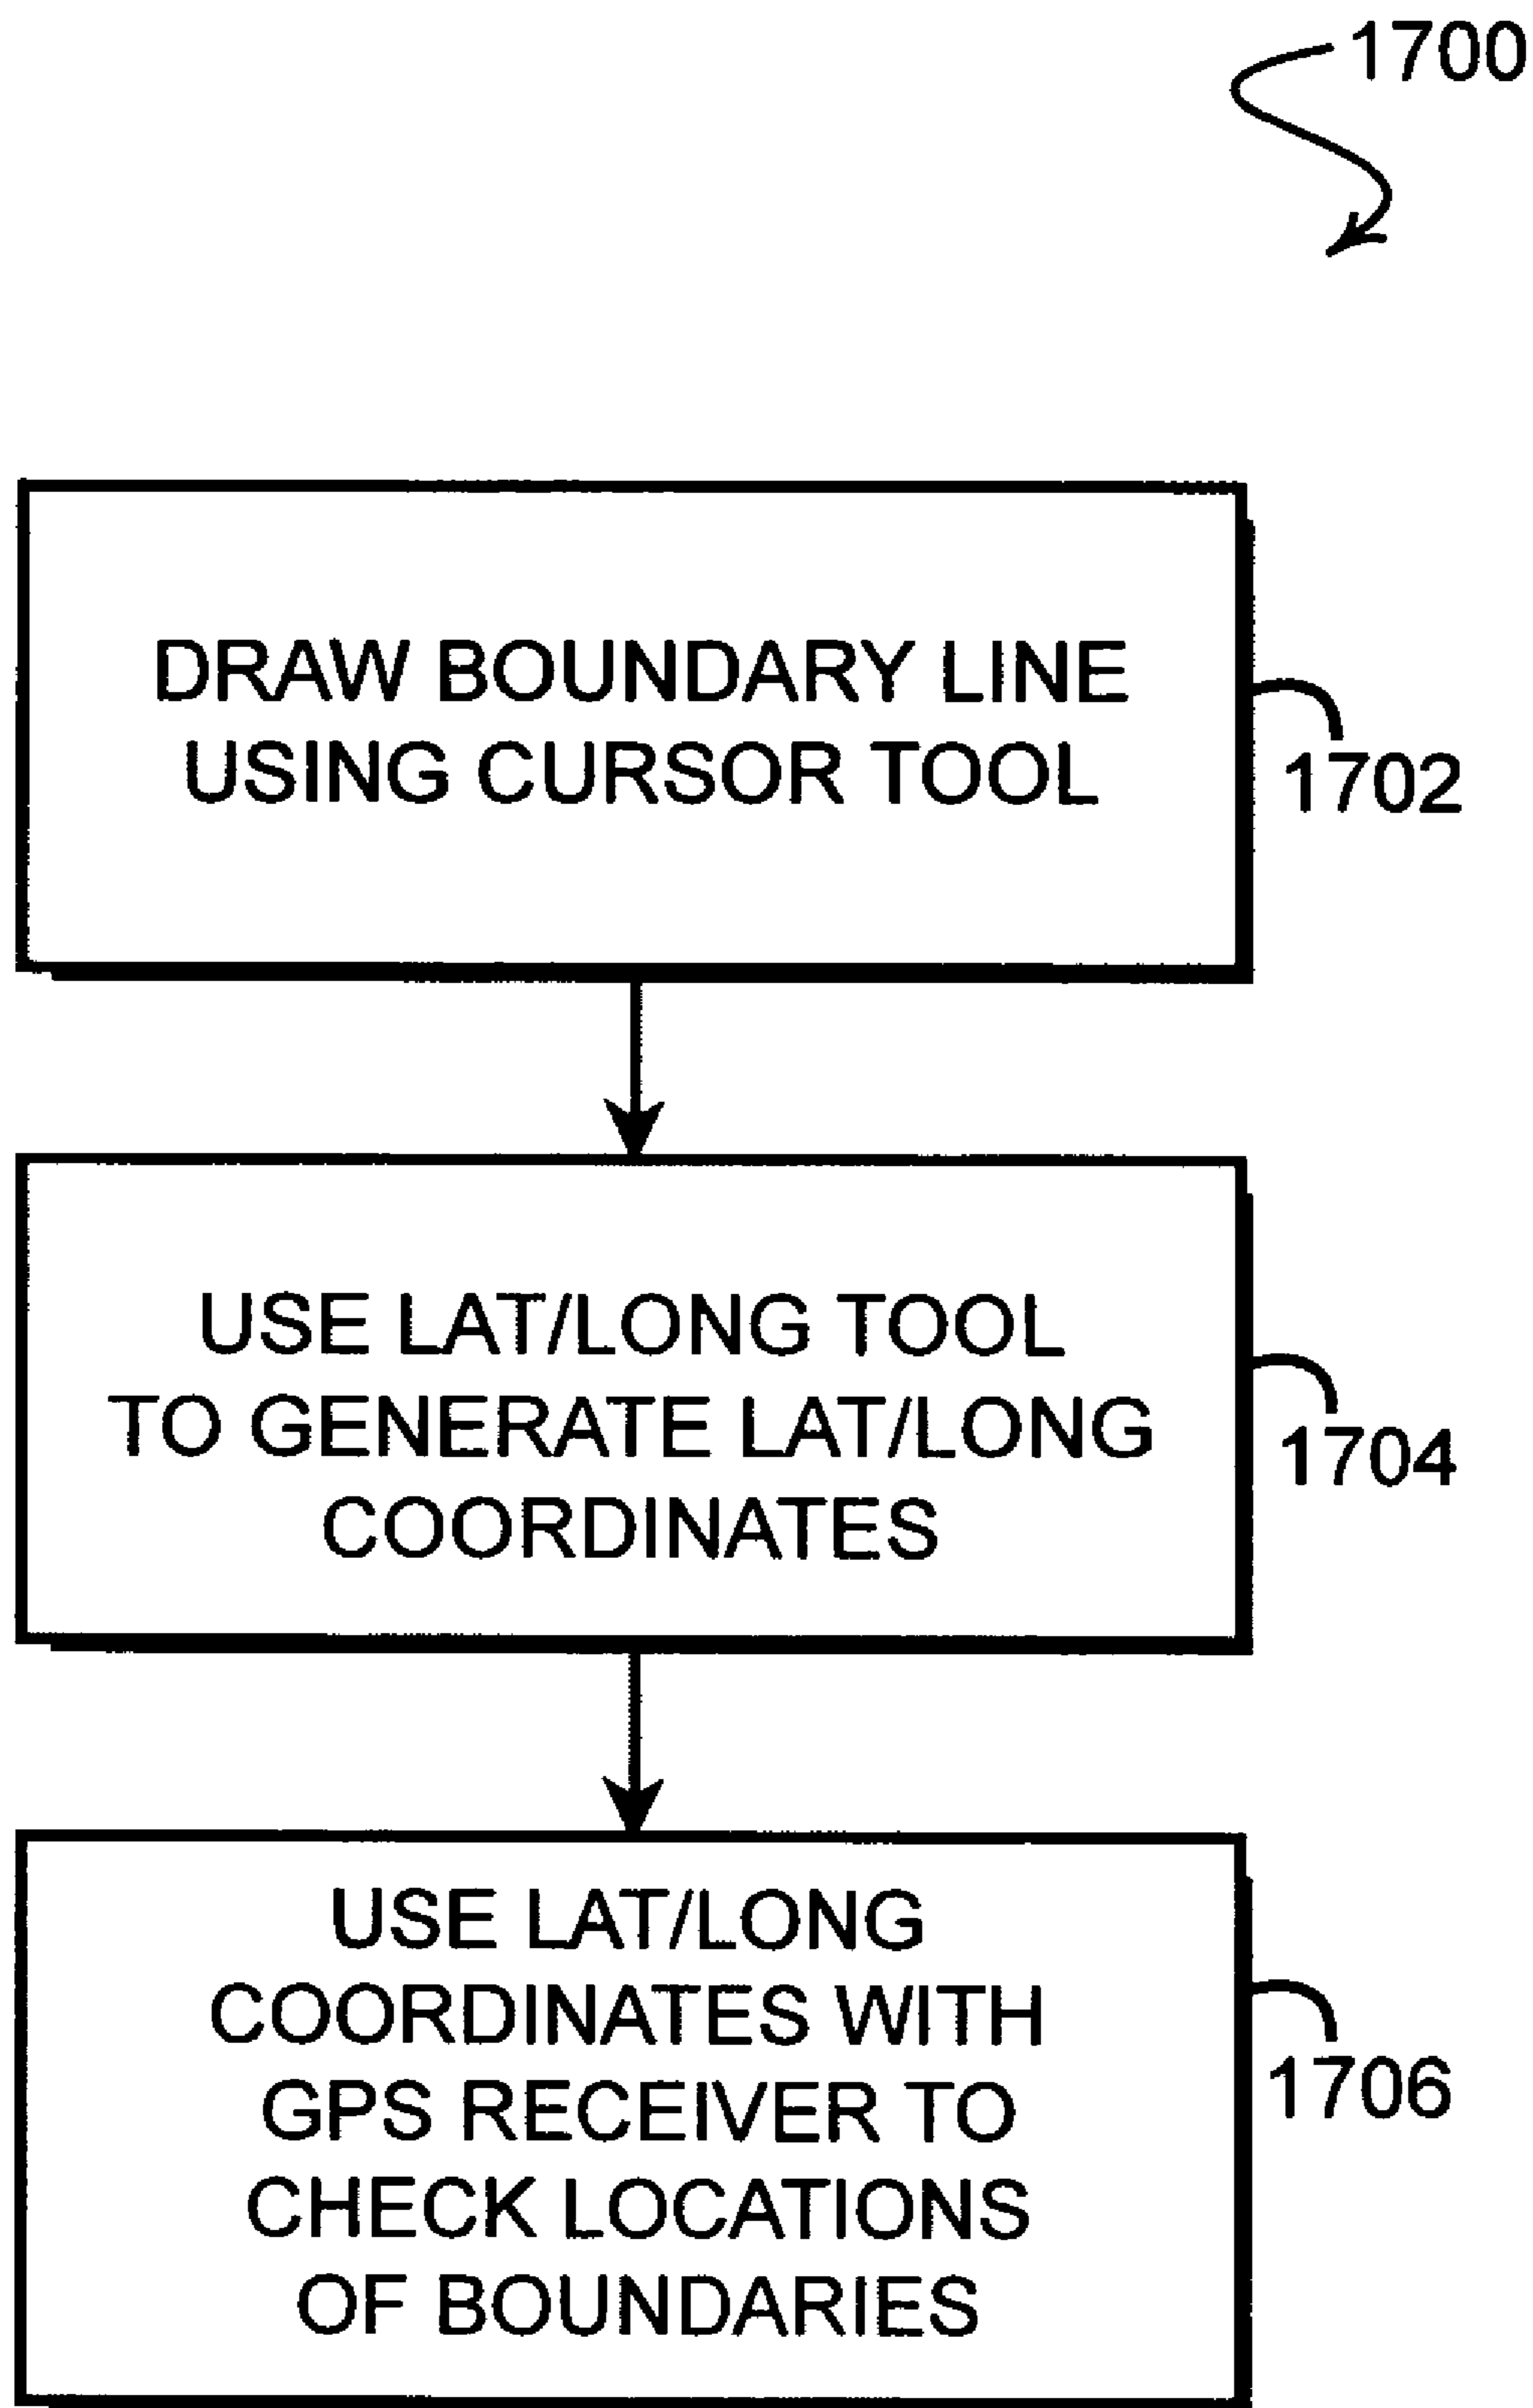 1700
DRAW BOUNDARY LINE
USING CURSOR TOOL
1702
USE LAT/LONG TOOL
TO GENERATE LAT/LONG
COORDINATES
1704
USE LAT/LONG
COORDINATES WITH
GPS RECEIVER TO
CHECK LOCATIONS
OF BOUNDARIES
1706